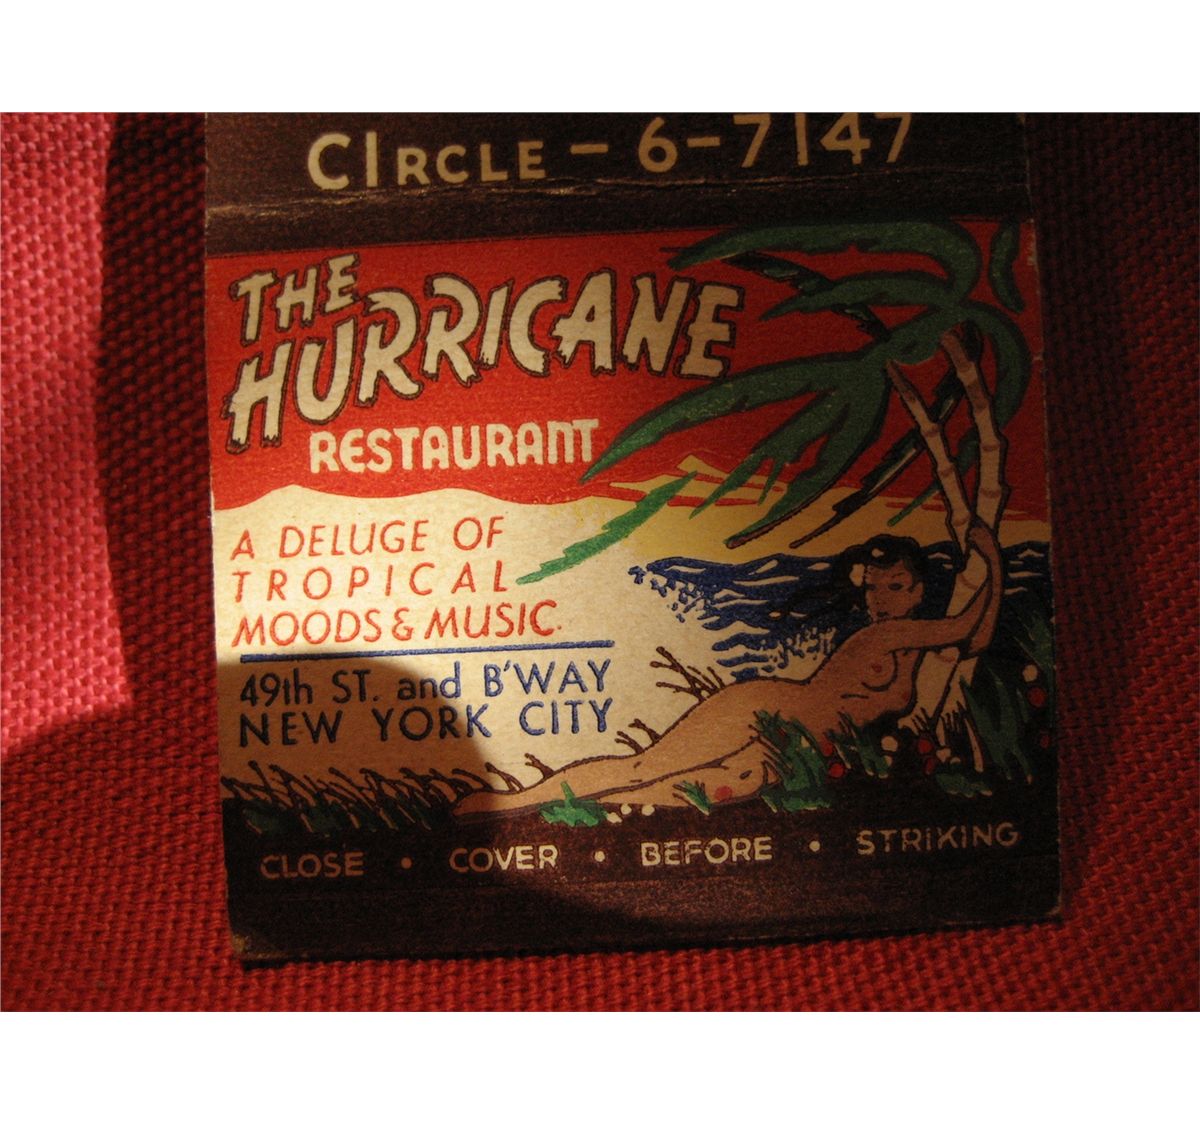 CIRCLE - 6-7147
THE
HURRICANE
RESTAURANT
A DELUGE OF
TROPICAL
MOODS & MUSIC.
49th ST. and B'WAY
NEW YORK CITY
CLOSE • COVER • BEFORE • STRIKING